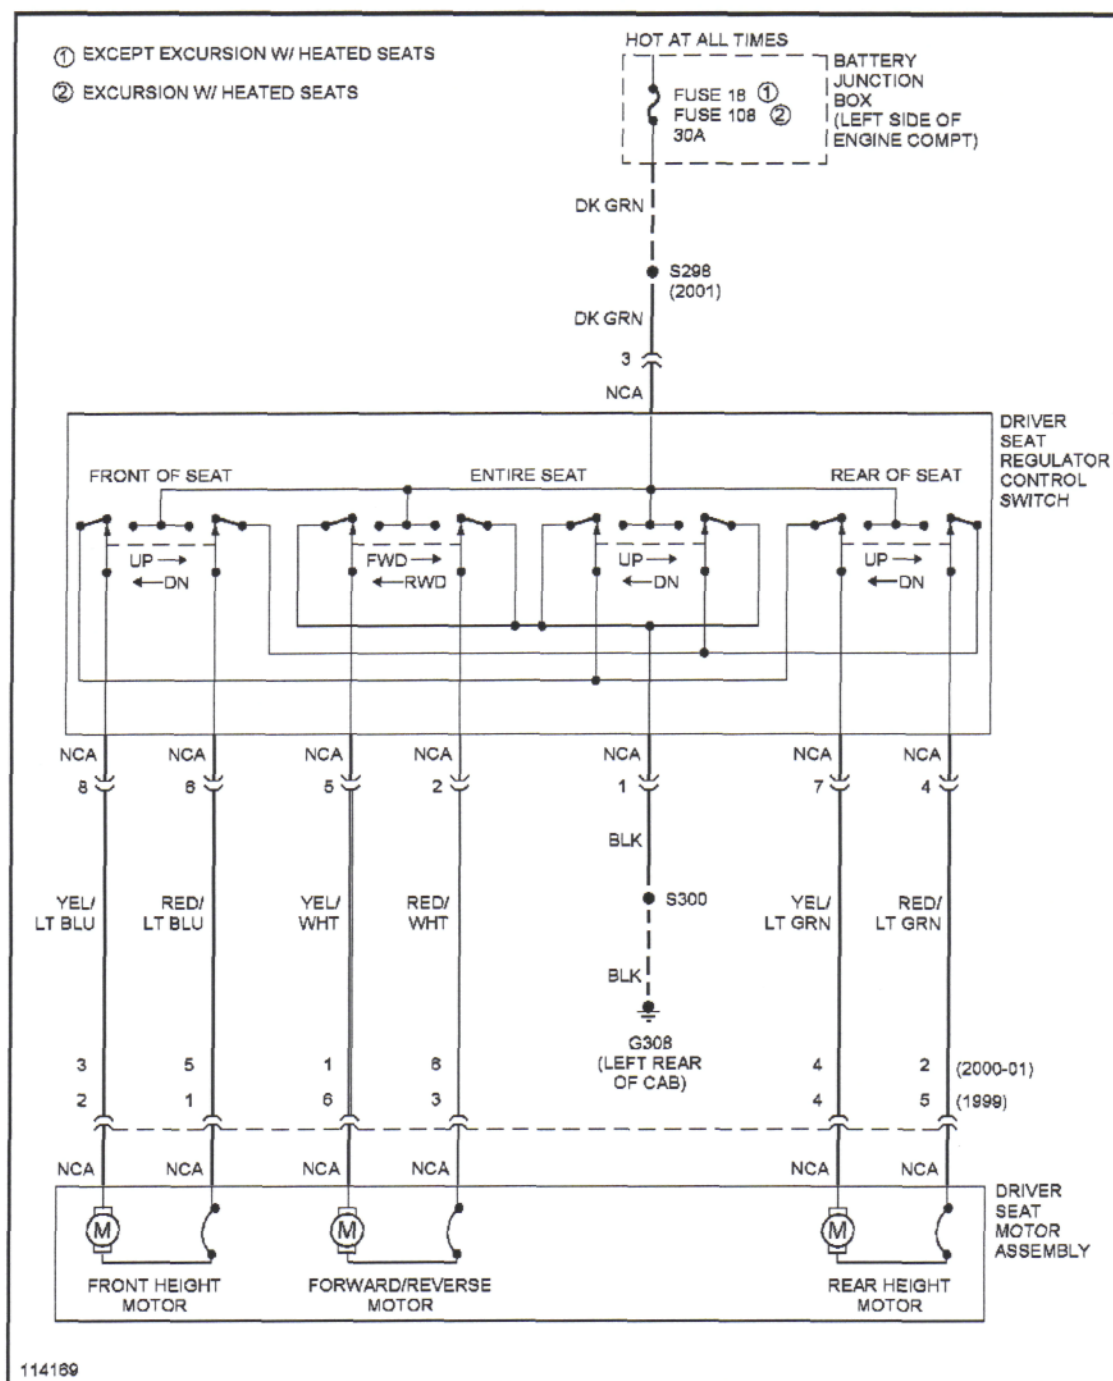 ① EXCEPT EXCURSION W/ HEATED SEATS
② EXCURSION W/ HEATED SEATS
HOT AT ALL TIMES
FUSE 18 ①
FUSE 108 ②
30A
BATTERY
JUNCTION
BOX
(LEFT SIDE OF
ENGINE COMPT)
DK GRN
S298
(2001)
DK GRN
3
NCA
DRIVER
SEAT
REGULATOR
CONTROL
SWITCH
FRONT OF SEAT
ENTIRE SEAT
REAR OF SEAT
UP FWD UP UP
DN RWD DN DN
NCA NCA NCA NCA NCA NCA NCA
8 6 5 2 1 7 4
BLK
YEL/ RED/ YEL/ RED/ S300 YEL/ RED/
LT BLU LT BLU WHT WHT LT GRN LT GRN
BLK
G308
(LEFT REAR
OF CAB)
3 5 1 6 4 2 (2000-01)
2 1 6 3 4 5 (1999)
NCA NCA NCA NCA NCA NCA
DRIVER
SEAT
MOTOR
ASSEMBLY
M M M
FRONT HEIGHT
MOTOR
FORWARD/REVERSE
MOTOR
REAR HEIGHT
MOTOR
114169